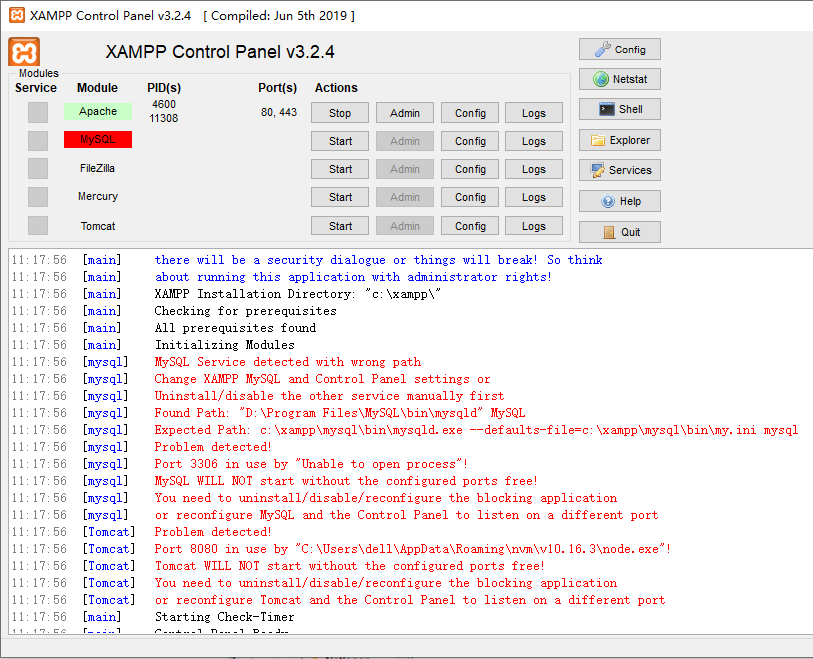 XAMPP Control Panel v3.2.4 [ Compiled: Jun 5th 2019 ]
XAMPP Control Panel v3.2.4
Config
Netstat
Shell
Explorer
Services
Help
Quit
Modules
Service Module PID(s) Port(s) Actions
Apache 4600 80, 443 Stop Admin Config Logs
11308
MySQL Start Admin Config Logs
FileZilla Start Admin Config Logs
Mercury Start Admin Config Logs
Tomcat Start Admin Config Logs
11:17:56 [main] there will be a security dialogue or things will break! So think
11:17:56 [main] about running this application with administrator rights!
11:17:56 [main] XAMPP Installation Directory: "c:\xampp\"
11:17:56 [main] Checking for prerequisites
11:17:56 [main] All prerequisites found
11:17:56 [main] Initializing Modules
11:17:56 [mysql] MySQL Service detected with wrong path
11:17:56 [mysql] Change XAMPP MySQL and Control Panel settings or
11:17:56 [mysql] Uninstall/disable the other service manually first
11:17:56 [mysql] Found Path: "D:\Program Files\MySQL\bin\mysqld" MySQL
11:17:56 [mysql] Expected Path: c:\xampp\mysql\bin\mysqld.exe --defaults-file=c:\xampp\mysql\bin\my.ini mysql
11:17:56 [mysql] Problem detected!
11:17:56 [mysql] Port 3306 in use by "Unable to open process"!
11:17:56 [mysql] MySQL WILL NOT start without the configured ports free!
11:17:56 [mysql] You need to uninstall/disable/reconfigure the blocking application
11:17:56 [mysql] or reconfigure MySQL and the Control Panel to listen on a different port
11:17:56 [Tomcat] Problem detected!
11:17:56 [Tomcat] Port 8080 in use by "C:\Users\dell\AppData\Roaming\nvm\v10.16.3\node.exe"!
11:17:56 [Tomcat] Tomcat WILL NOT start without the configured ports free!
11:17:56 [Tomcat] You need to uninstall/disable/reconfigure the blocking application
11:17:56 [Tomcat] or reconfigure Tomcat and the Control Panel to listen on a different port
11:17:56 [main] Starting Check-Timer
11:17:56 [main] Control Panel Ready